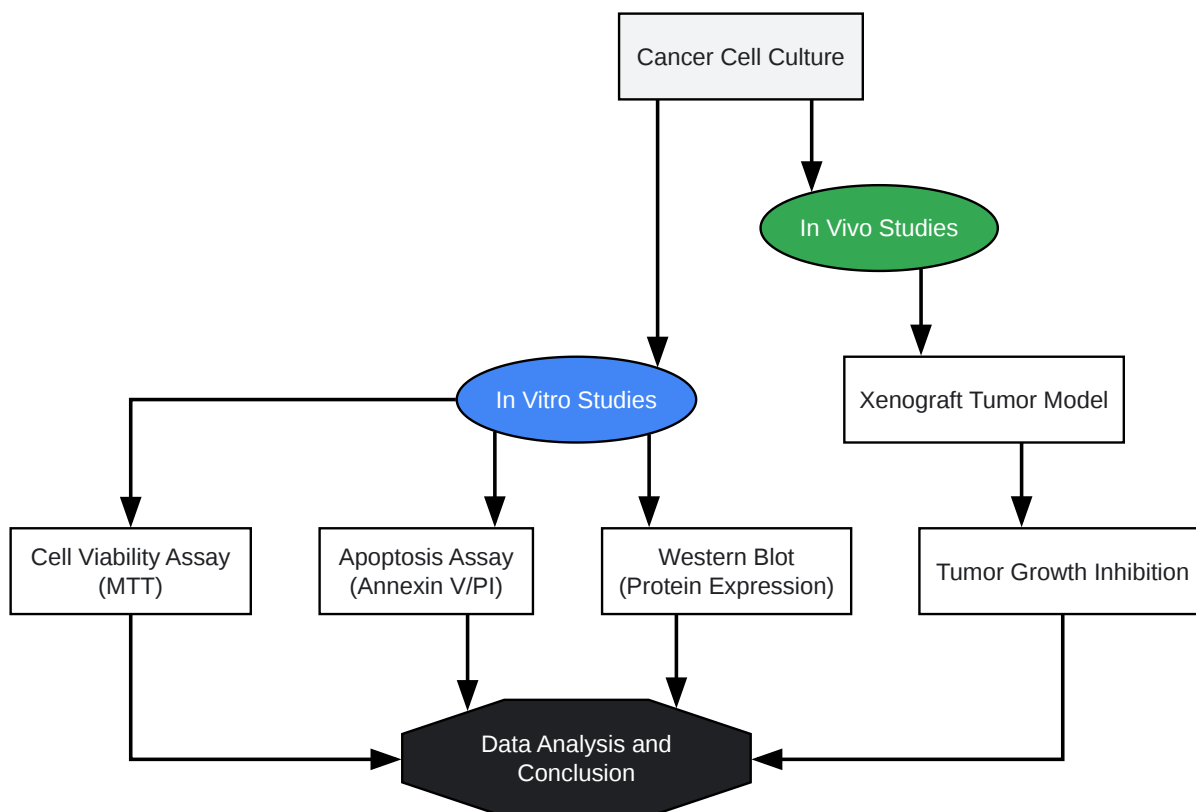 Cancer Cell Culture
In Vivo Studies
In Vitro Studies
Xenograft Tumor Model
Cell Viability Assay
(MTT)
Apoptosis Assay
(Annexin V/PI)
Western Blot
(Protein Expression)
Tumor Growth Inhibition
Data Analysis and
Conclusion